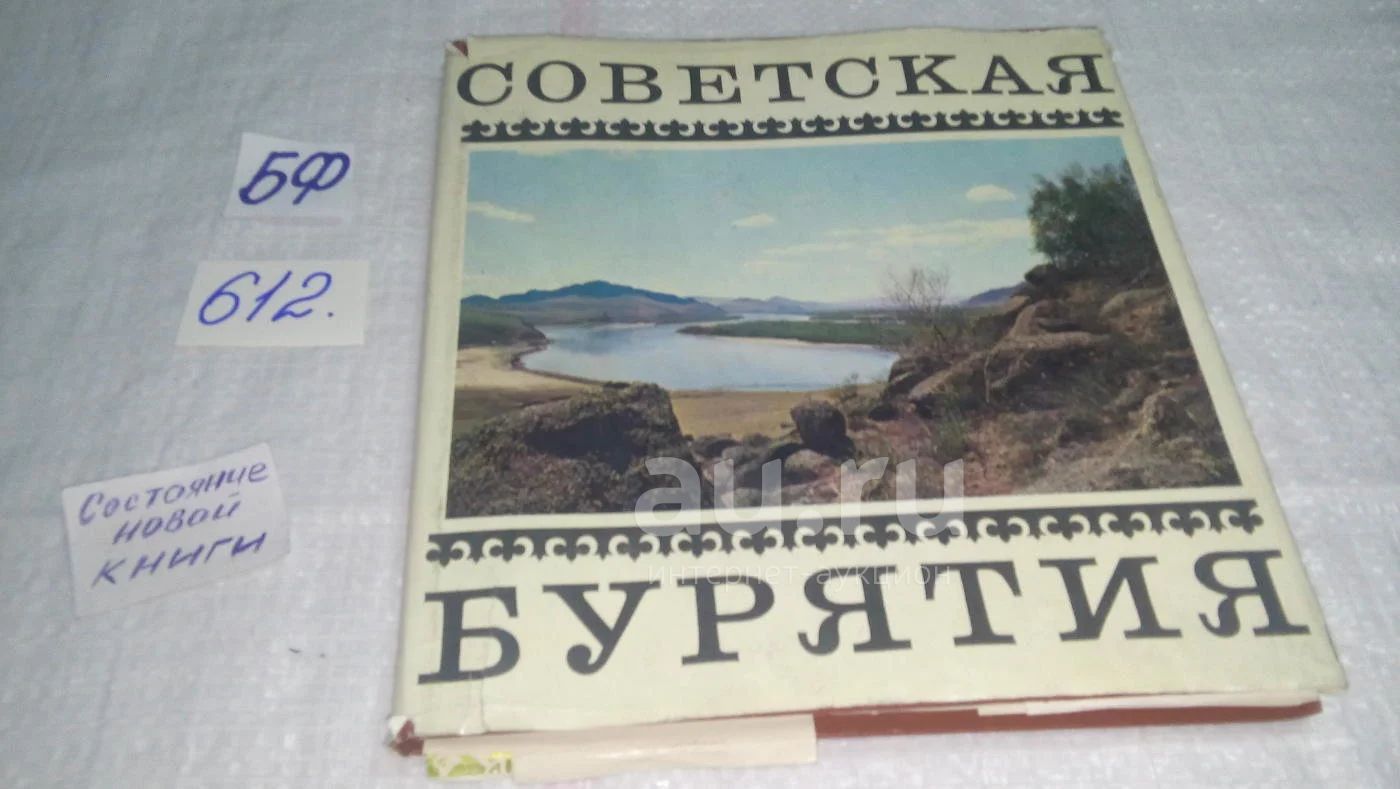 СОВЕТСКАЯ
БФ
612.
Состояние
новой
книги
au.ru
интернет-аукцион
БУРЯТИЯ